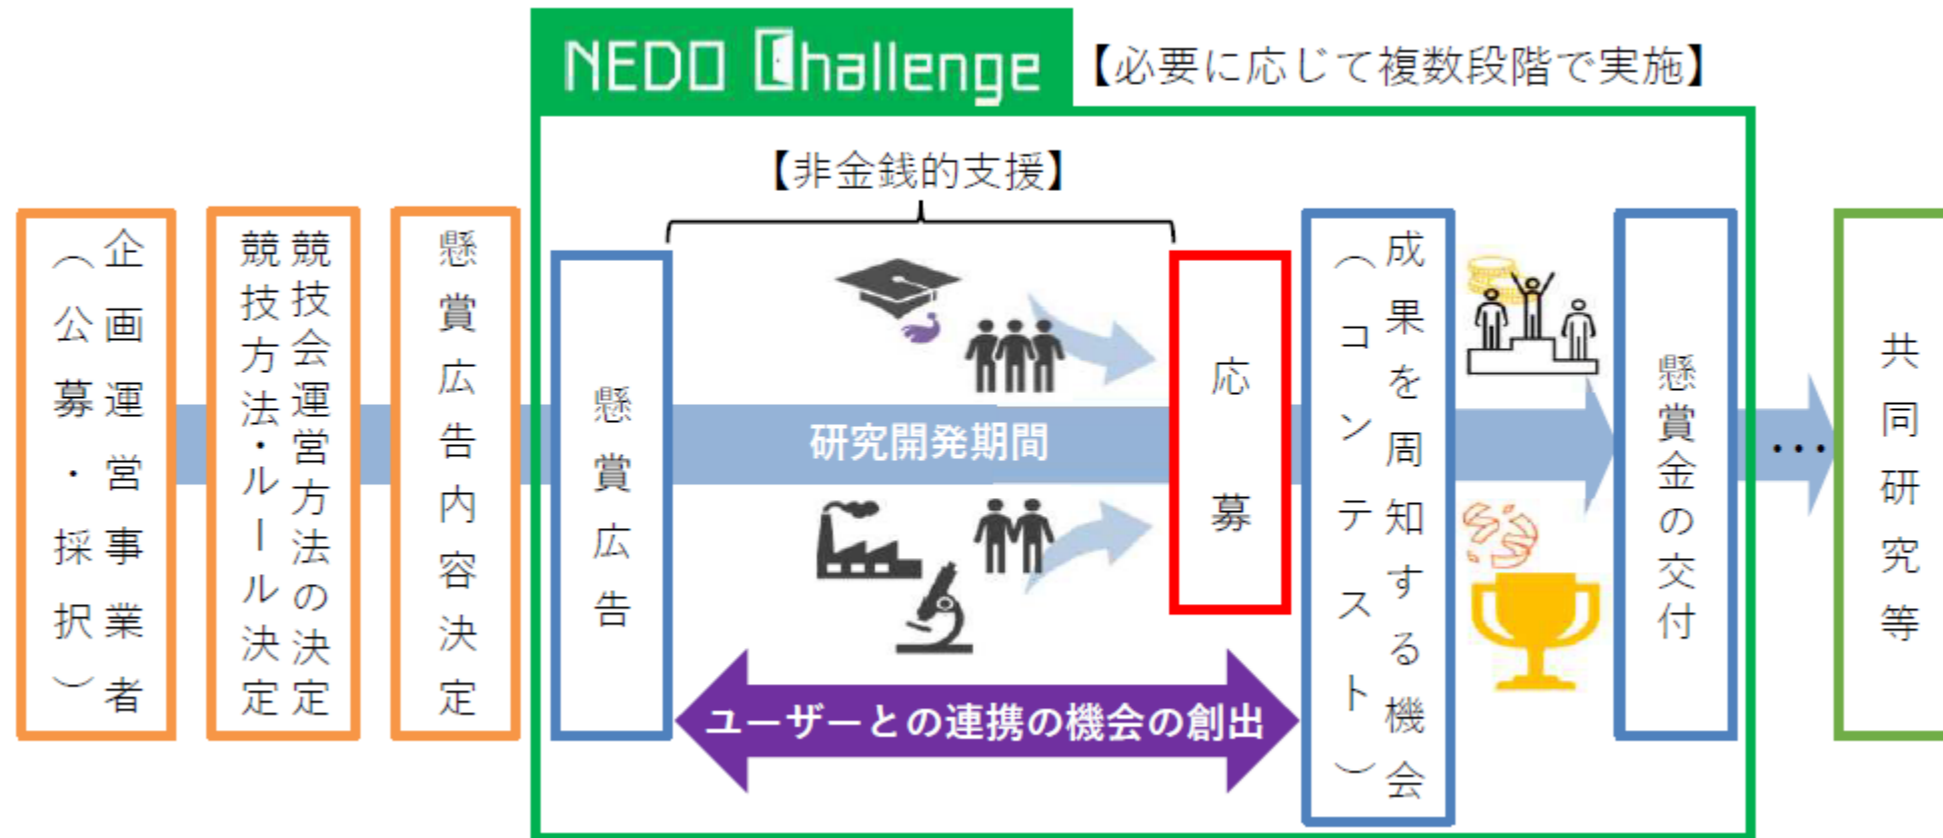 NEDO Challenge
【必要に応じて複数段階で実施】
【非金銭的支援】
企画運営事業者
（公募・採択）
競技会運営方法の決定
競技方法・ルール決定
懸賞広告内容決定
懸賞広告
研究開発期間
ユーザーとの連携の機会の創出
応募
成果を周知する機会
（コンテスト）
懸賞金の交付
…
共同研究等